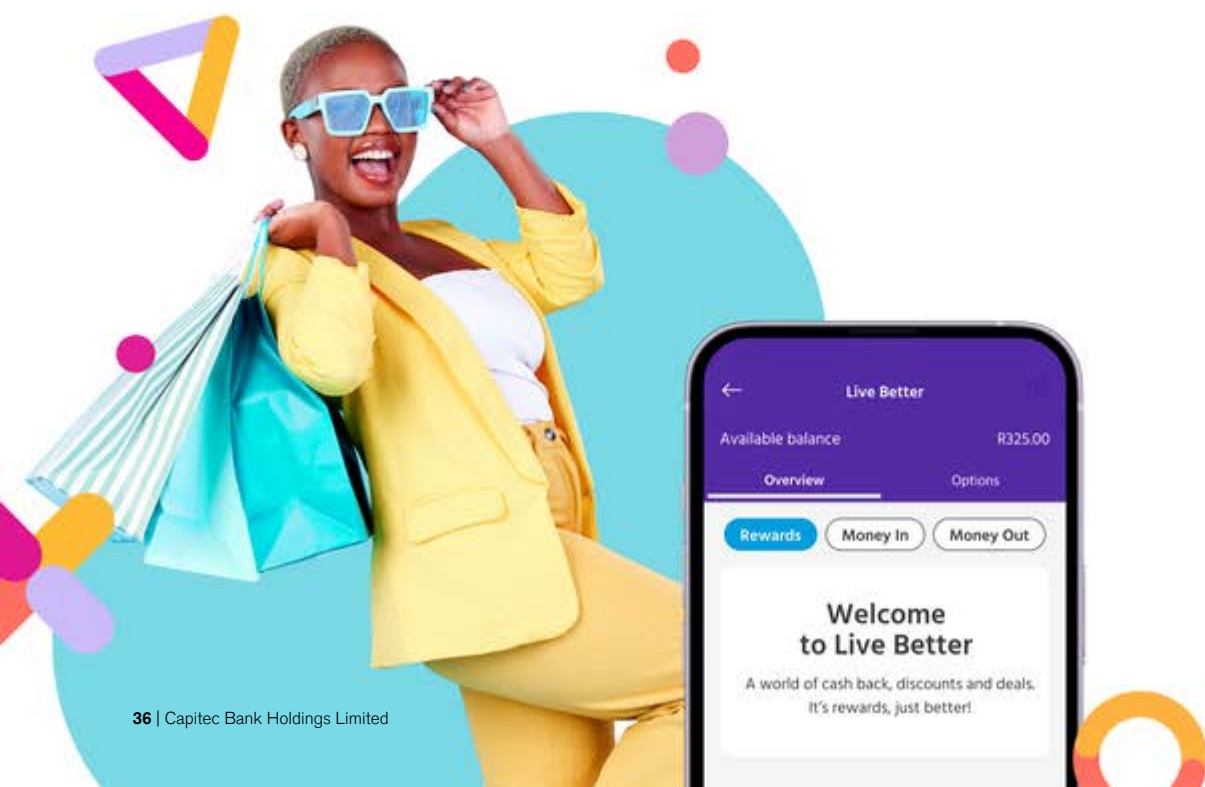 Live Better
Available balance R325.00
Overview Options
Rewards Money In Money Out
Welcome
to Live Better
A world of cash back, discounts and deals.
It's rewards, just better!
36 | Capitec Bank Holdings Limited